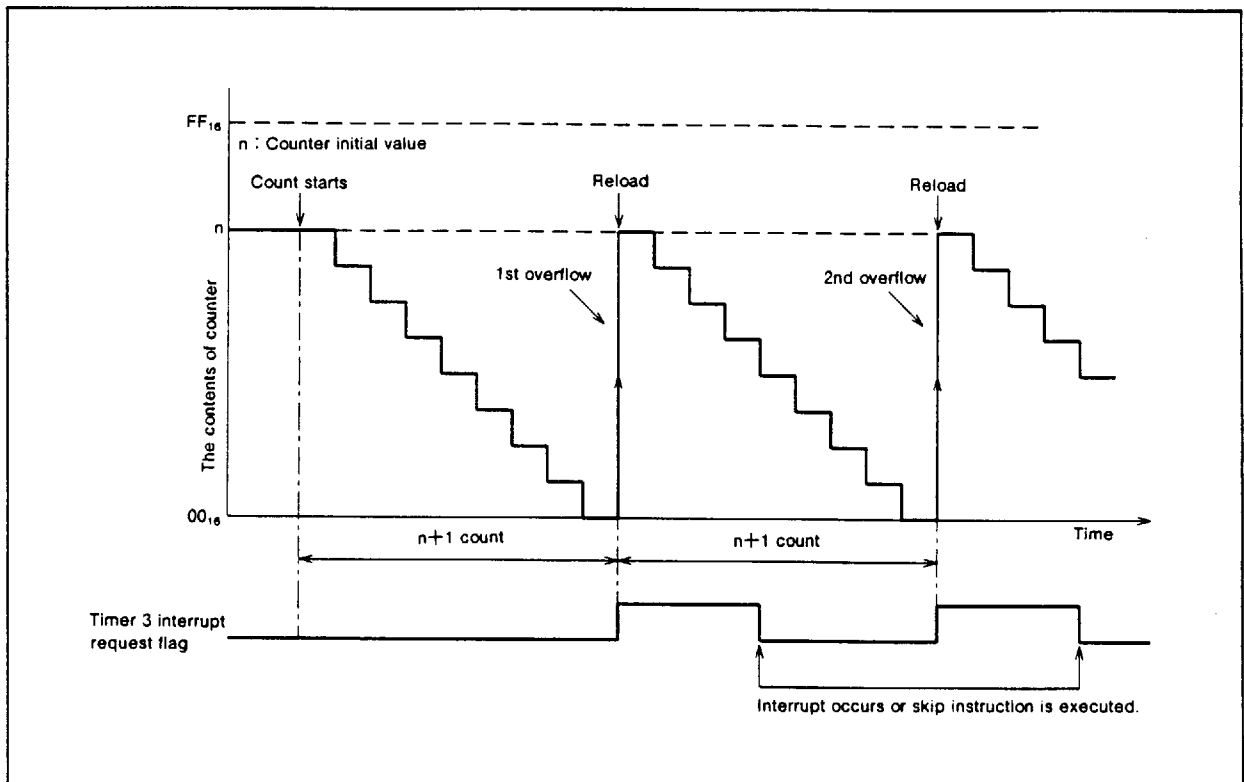 FF₁₆
n : Counter initial value
Count starts
Reload
Reload
n
1st overflow
2nd overflow
The contents of counter
00₁₆
Time
n+1 count
n+1 count
Timer 3 interrupt
request flag
Interrupt occurs or skip instruction is executed.